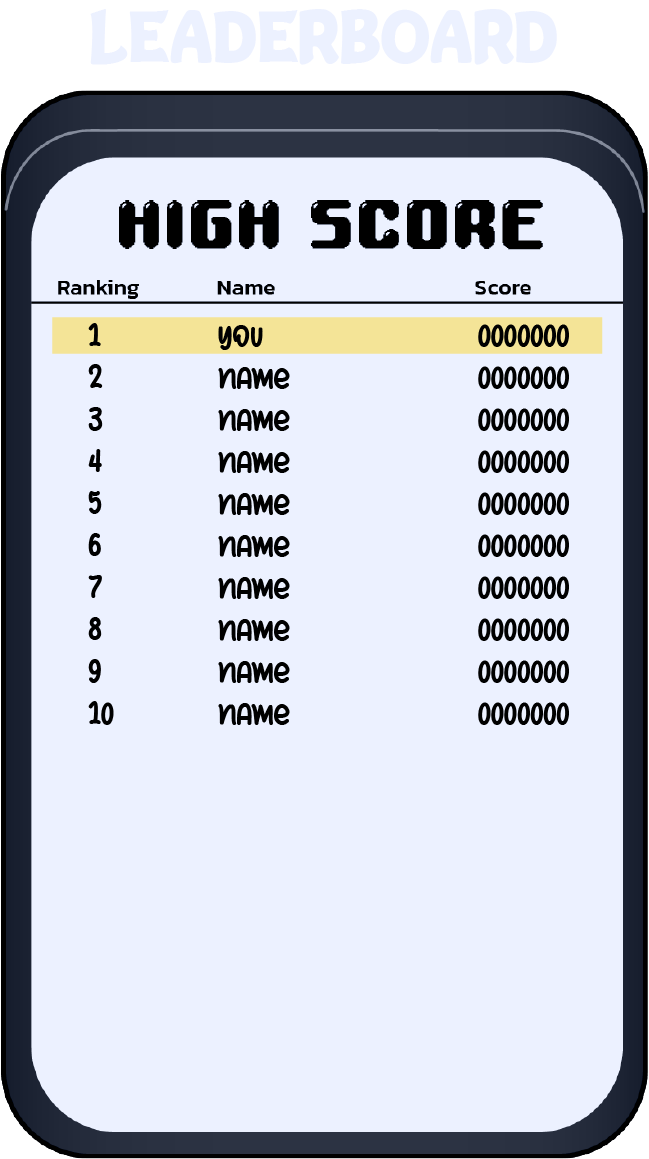 LEADERBOARD
HIGH SCORE
Ranking Name Score
1 you 0000000
2 name 0000000
3 name 0000000
4 name 0000000
5 name 0000000
6 name 0000000
7 name 0000000
8 name 0000000
9 name 0000000
10 name 0000000